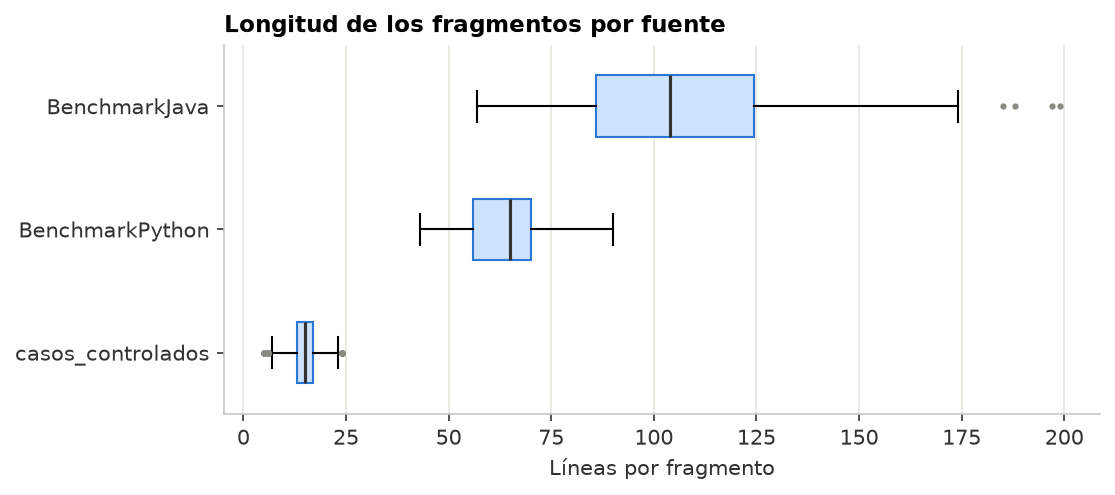 Longitud de los fragmentos por fuente
BenchmarkJava
BenchmarkPython
casos_controlados
0 25 50 75 100 125 150 175 200
Líneas por fragmento